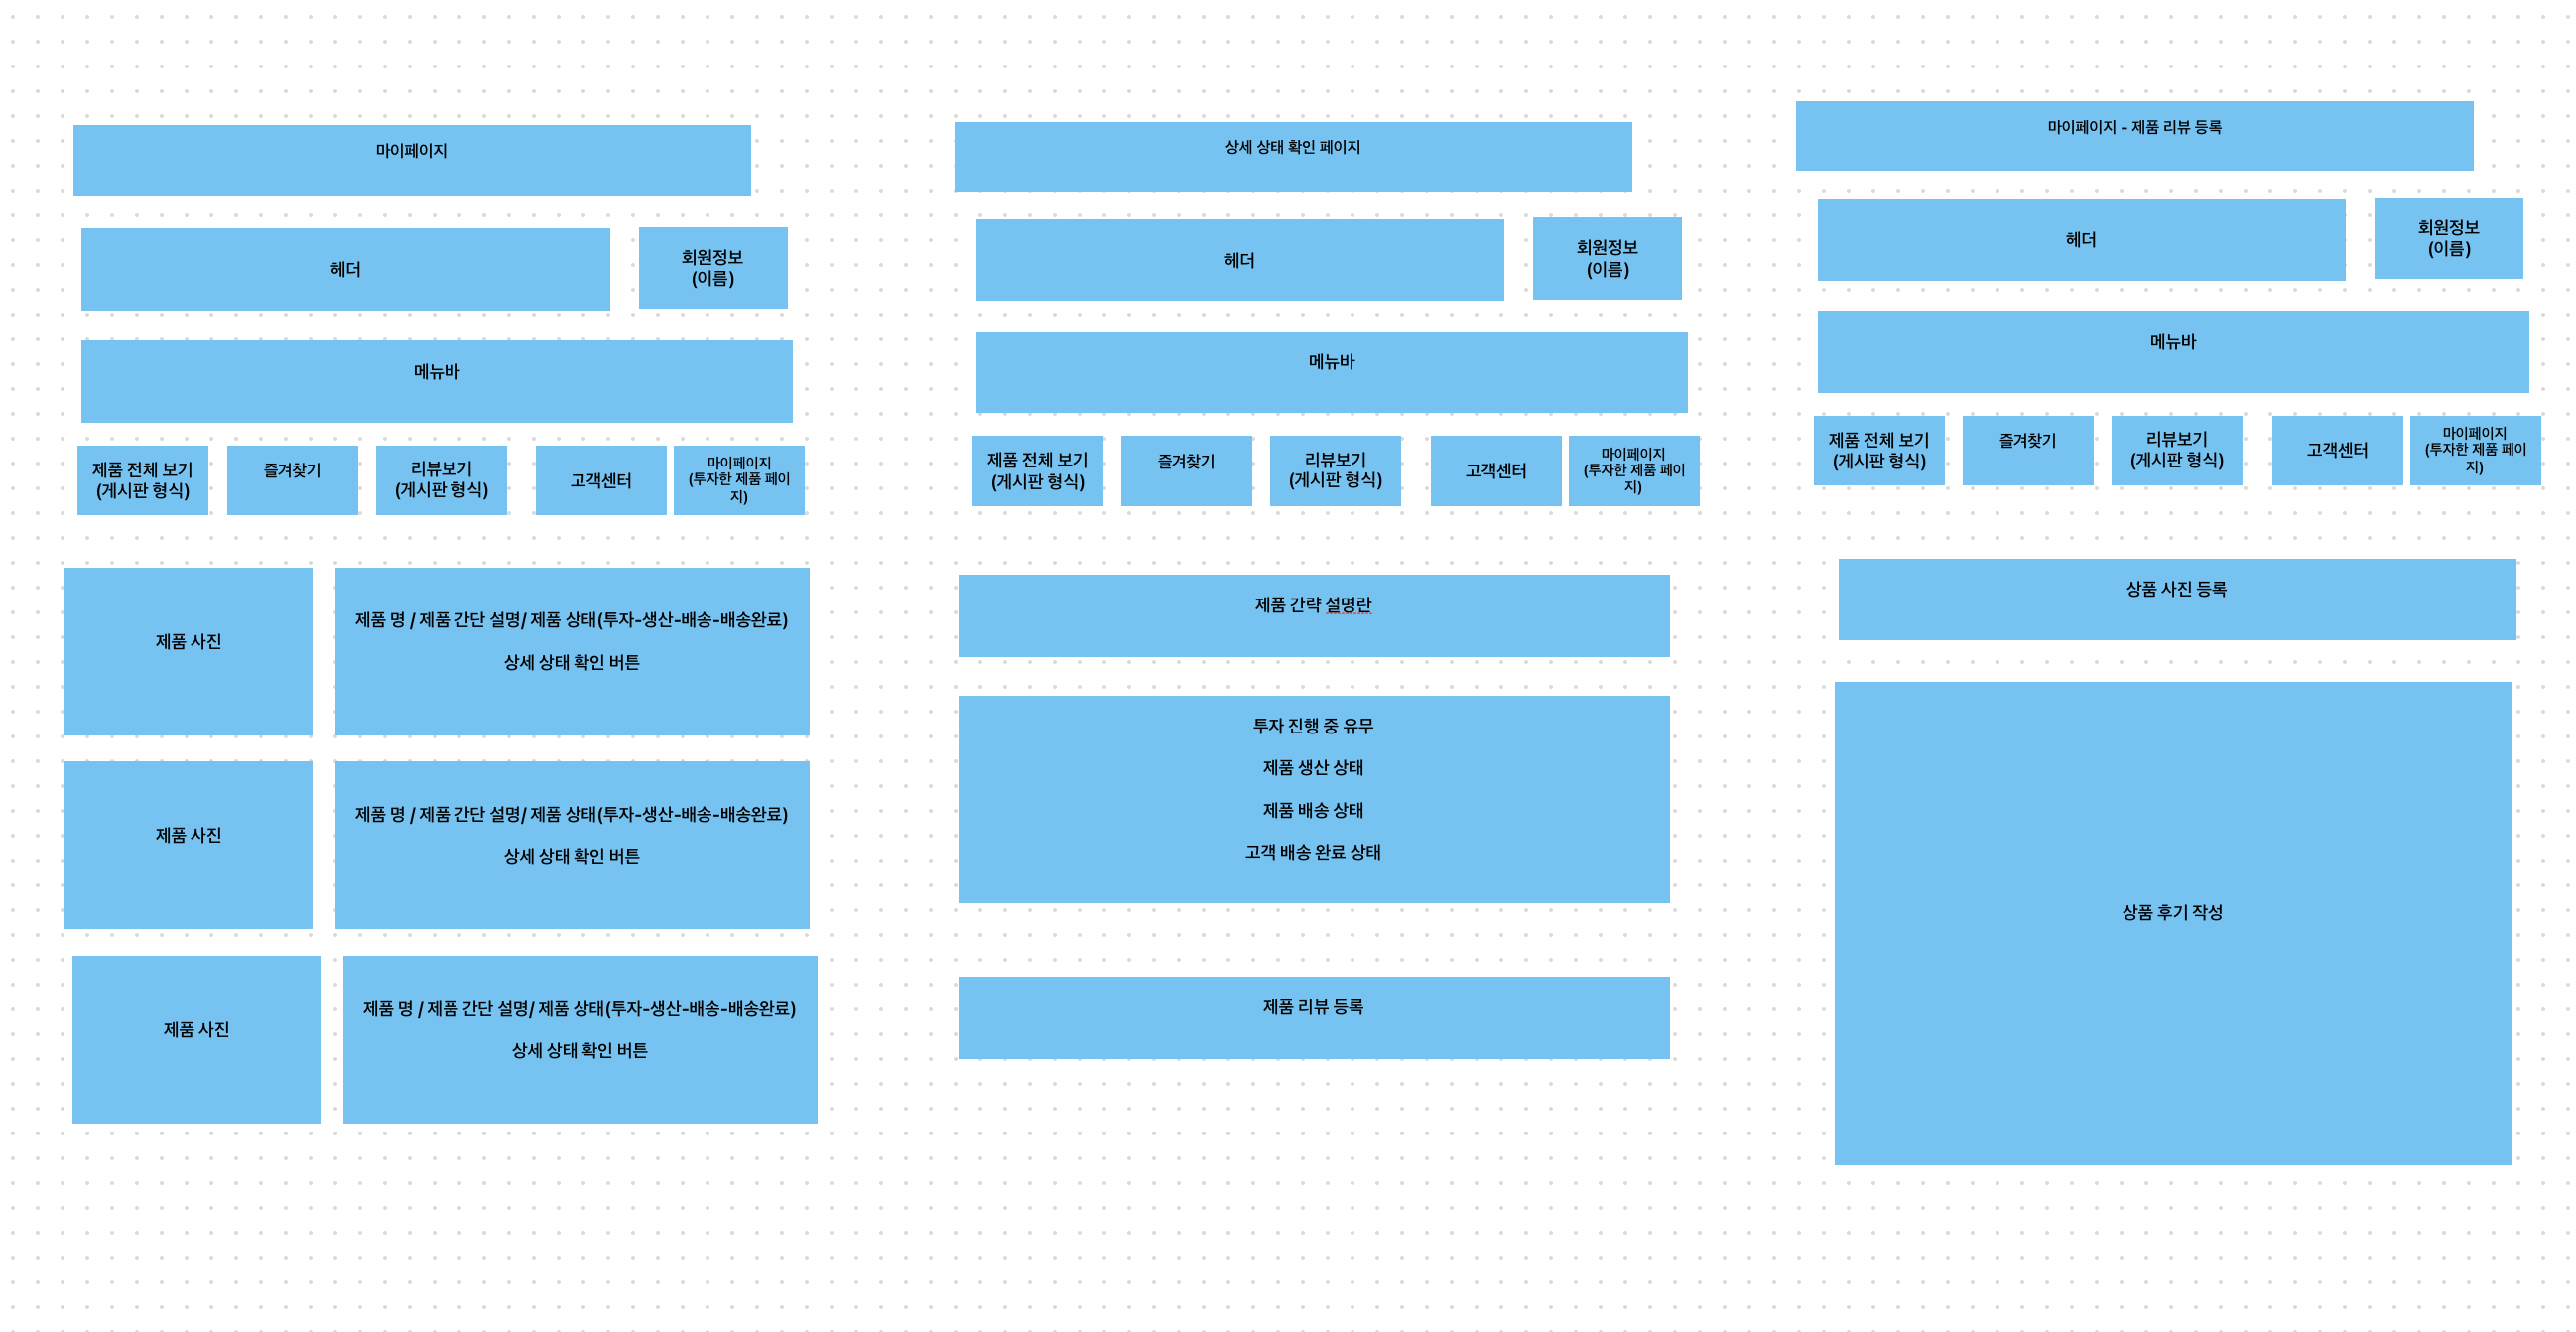 마이페이지
헤더
회원정보
(이름)
메뉴바
제품 전체 보기
(게시판 형식)
즐겨찾기
리뷰보기
(게시판 형식)
고객센터
마이페이지
(투자한 제품 페이
지)
제품 사진
제품 명 / 제품 간단 설명/ 제품 상태(투자-생산-배송-배송완료)
상세 상태 확인 버튼
제품 사진
제품 명 / 제품 간단 설명/ 제품 상태(투자-생산-배송-배송완료)
상세 상태 확인 버튼
제품 사진
제품 명 / 제품 간단 설명/ 제품 상태(투자-생산-배송-배송완료)
상세 상태 확인 버튼
상세 상태 확인 페이지
헤더
회원정보
(이름)
메뉴바
제품 전체 보기
(게시판 형식)
즐겨찾기
리뷰보기
(게시판 형식)
고객센터
마이페이지
(투자한 제품 페이
지)
제품 간략 설명란
투자 진행 중 유무
제품 생산 상태
제품 배송 상태
고객 배송 완료 상태
제품 리뷰 등록
마이페이지 - 제품 리뷰 등록
헤더
회원정보
(이름)
메뉴바
제품 전체 보기
(게시판 형식)
즐겨찾기
리뷰보기
(게시판 형식)
고객센터
마이페이지
(투자한 제품 페이
지)
상품 사진 등록
상품 후기 작성